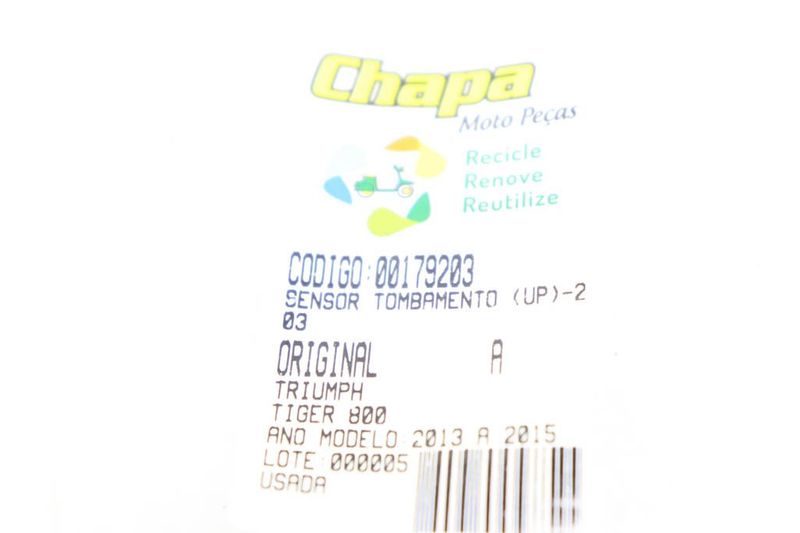 Chapa
Moto Peças
Recicle
Renove
Reutilize
CODIGO:00179203
SENSOR TOMBAMENTO (UP)-2
03
ORIGINAL A
TRIUMPH
TIGER 800
ANO MODELO 2013 A 2015
LOTE 000005
USADA